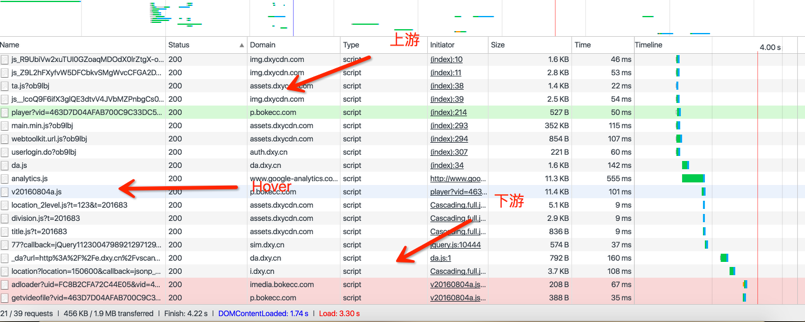 4.00 s
Name Status Domain Type Initiator Size Time Timeline
js_R9UbiVw2xuTUI0GZoaqMDOdX0IrZtgX-o... 200 img.dxycdn.com script (index):10 1.6 KB 46 ms
上游
js_Z9L2hFXyfvW5DFCbkvSMgWvcCFGA2D... 200 img.dxycdn.com script (index):11 2.8 KB 53 ms
ta.js?ob9lbj 200 assets.dxycdn.com script (index):38 1.4 KB 22 ms
js__IcoQ9F6ifX3glQE3dtvV4JVbMZPnbgCs0... 200 img.dxycdn.com script (index):39 2.5 KB 54 ms
player?vid=463D7D04AFAB700C9C33DC5... 200 p.bokecc.com script (index):214 527 B 50 ms
main.min.js?ob9lbj 200 assets.dxycdn.com script (index):293 352 KB 115 ms
webtoolkit.url.js?ob9lbj 200 assets.dxycdn.com script (index):294 854 B 107 ms
userlogin.do?ob9lbj 200 auth.dxy.cn script (index):307 221 B 60 ms
da.js 200 da.dxy.cn script (index):34 1.6 KB 142 ms
analytics.js 200 www.google-analytics.co... script http://www.goo... 11.3 KB 555 ms
Hover
v20160804a.js 200 p.bokecc.com script player?vid=463... 11.4 KB 101 ms
location_2level.js?t=123&t=201683 200 assets.dxycdn.com script Cascading.full.j... 5.1 KB 9 ms
下游
division.js?t=201683 200 assets.dxycdn.com script Cascading.full.j... 2.9 KB 9 ms
title.js?t=201683 200 assets.dxycdn.com script Cascading.full.j... 836 B 9 ms
77?callback=jQuery1123004798921297129... 200 sim.dxy.cn script jquery.js:10444 574 B 37 ms
_da?url=http%3A%2F%2Fe.dxy.cn%2Fvscan... 200 da.dxy.cn script da.js:1 792 B 160 ms
location?location=150600&callback=jsonp_... 200 i.dxy.cn script Cascading.full.j... 3.7 KB 108 ms
adloader?uid=FC8B2CFA72C44E05&vid=4... 200 imedia.bokecc.com script v20160804a.js... 208 B 67 ms
getvideofile?vid=463D7D04AFAB700C9C3... 200 p.bokecc.com script v20160804a.js... 388 B 35 ms
21 / 39 requests | 456 KB / 1.9 MB transferred | Finish: 4.22 s | DOMContentLoaded: 1.74 s | Load: 3.30 s